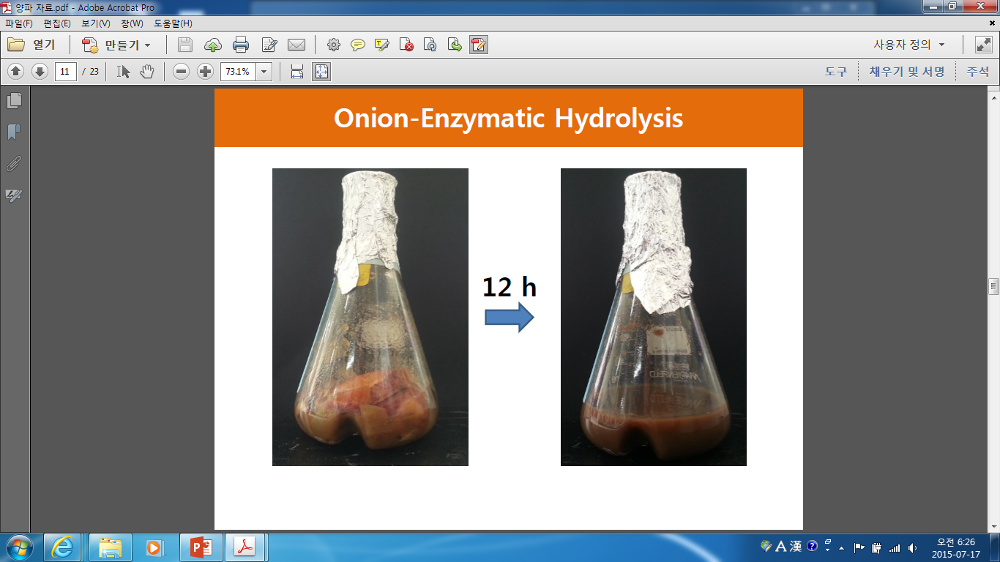 양파 자료.pdf - Adobe Acrobat Pro
파일(F) 편집(E) 보기(V) 창(W) 도움말(H)
열기 만들기 사용자 정의
11 / 23 73.1% 도구 채우기 및 서명 주석
Onion-Enzymatic Hydrolysis
12 h
A 漢 오전 6:26
2015-07-17